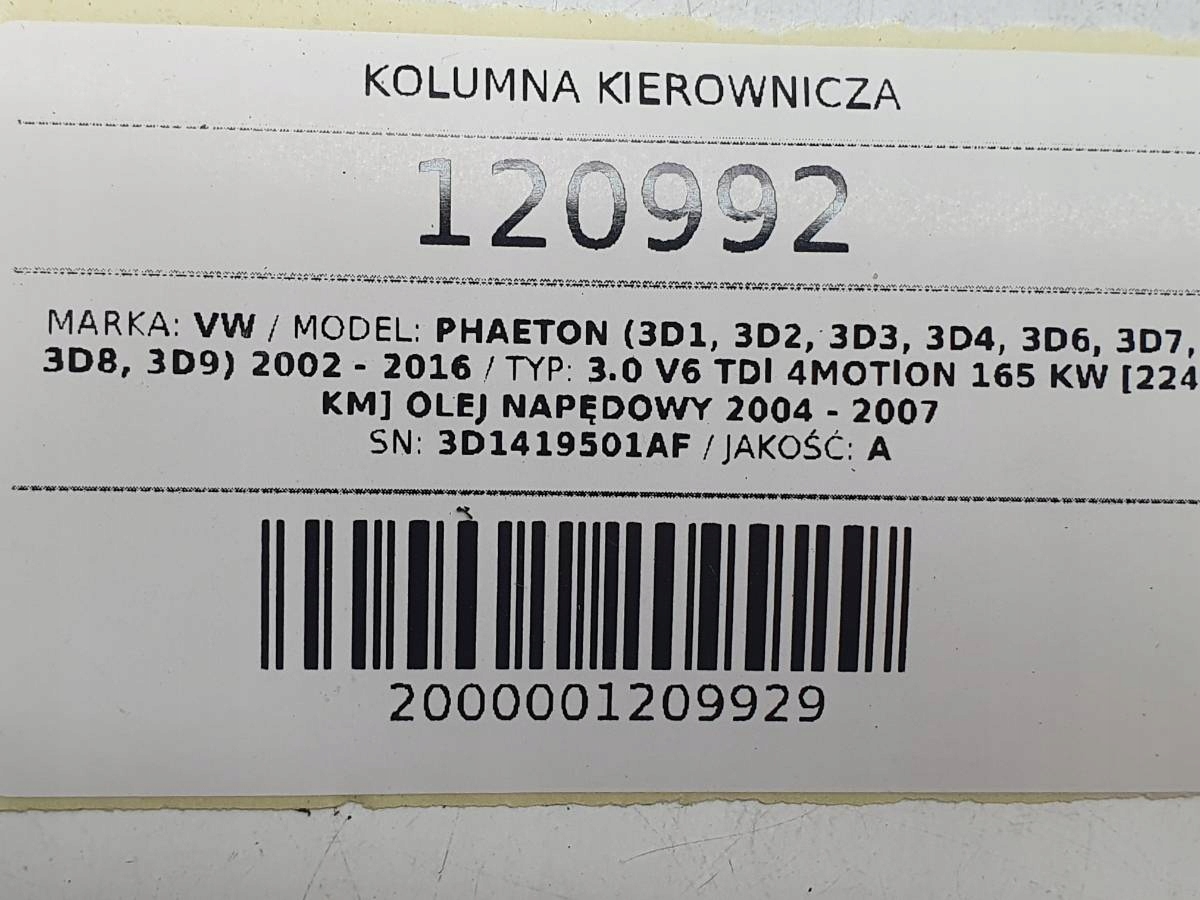 KOLUMNA KIEROWNICZA
120992
MARKA: VW / MODEL: PHAETON (3D1, 3D2, 3D3, 3D4, 3D6, 3D7,
3D8, 3D9) 2002 - 2016 / TYP: 3.0 V6 TDI 4MOTION 165 KW [224
KM] OLEJ NAPĘDOWY 2004 - 2007
SN: 3D1419501AF / JAKOŚĆ: A
2000001209929